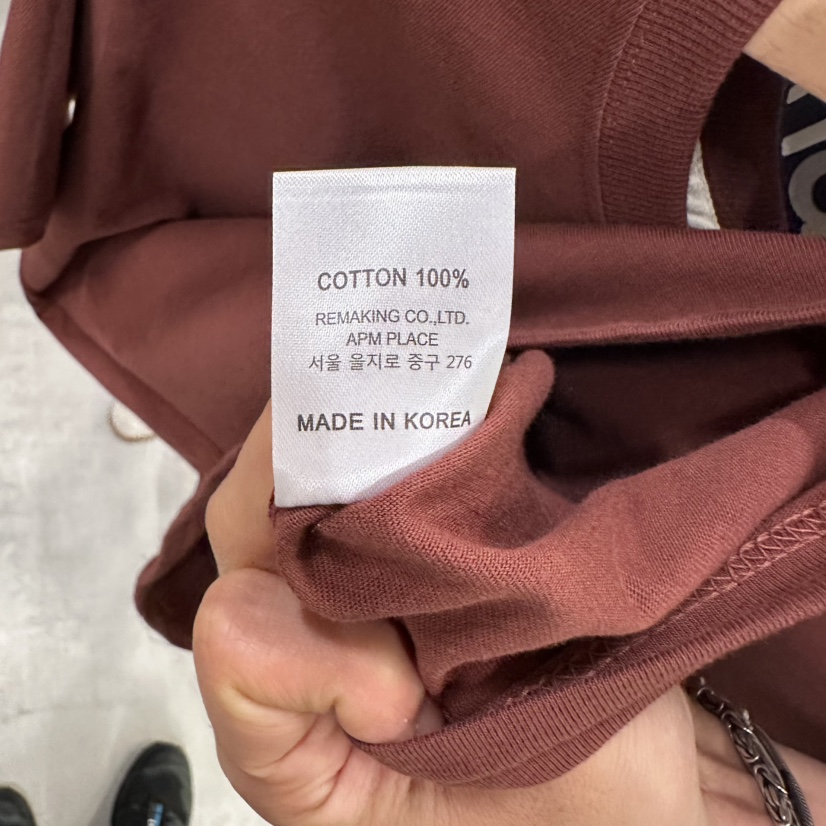 COTTON 100%
REMAKING CO.,LTD.
APM PLACE
서울 을지로 중구 276
MADE IN KOREA